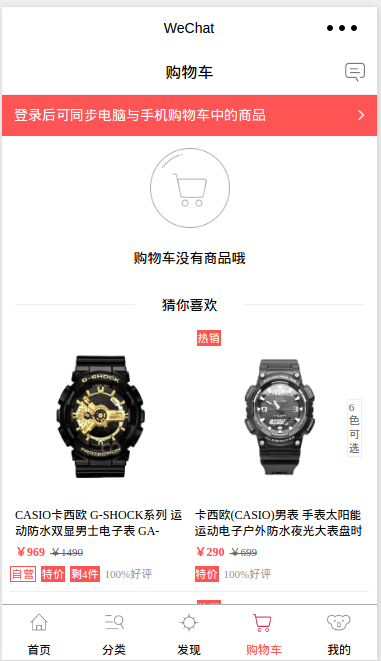 WeChat
购物车
登录后可同步电脑与手机购物车中的商品
购物车没有商品哦
猜你喜欢
热销
G-SHOCK
6
色
可
选
CASIO卡西欧 G-SHOCK系列 运
动防水双显男士电子表 GA-
¥969 ¥1490
自营 特价 剩4件 100%好评
卡西欧(CASIO)男表 手表太阳能
运动电子户外防水夜光大表盘时
¥290 ¥699
特价 100%好评
首页
分类
发现
购物车
我的